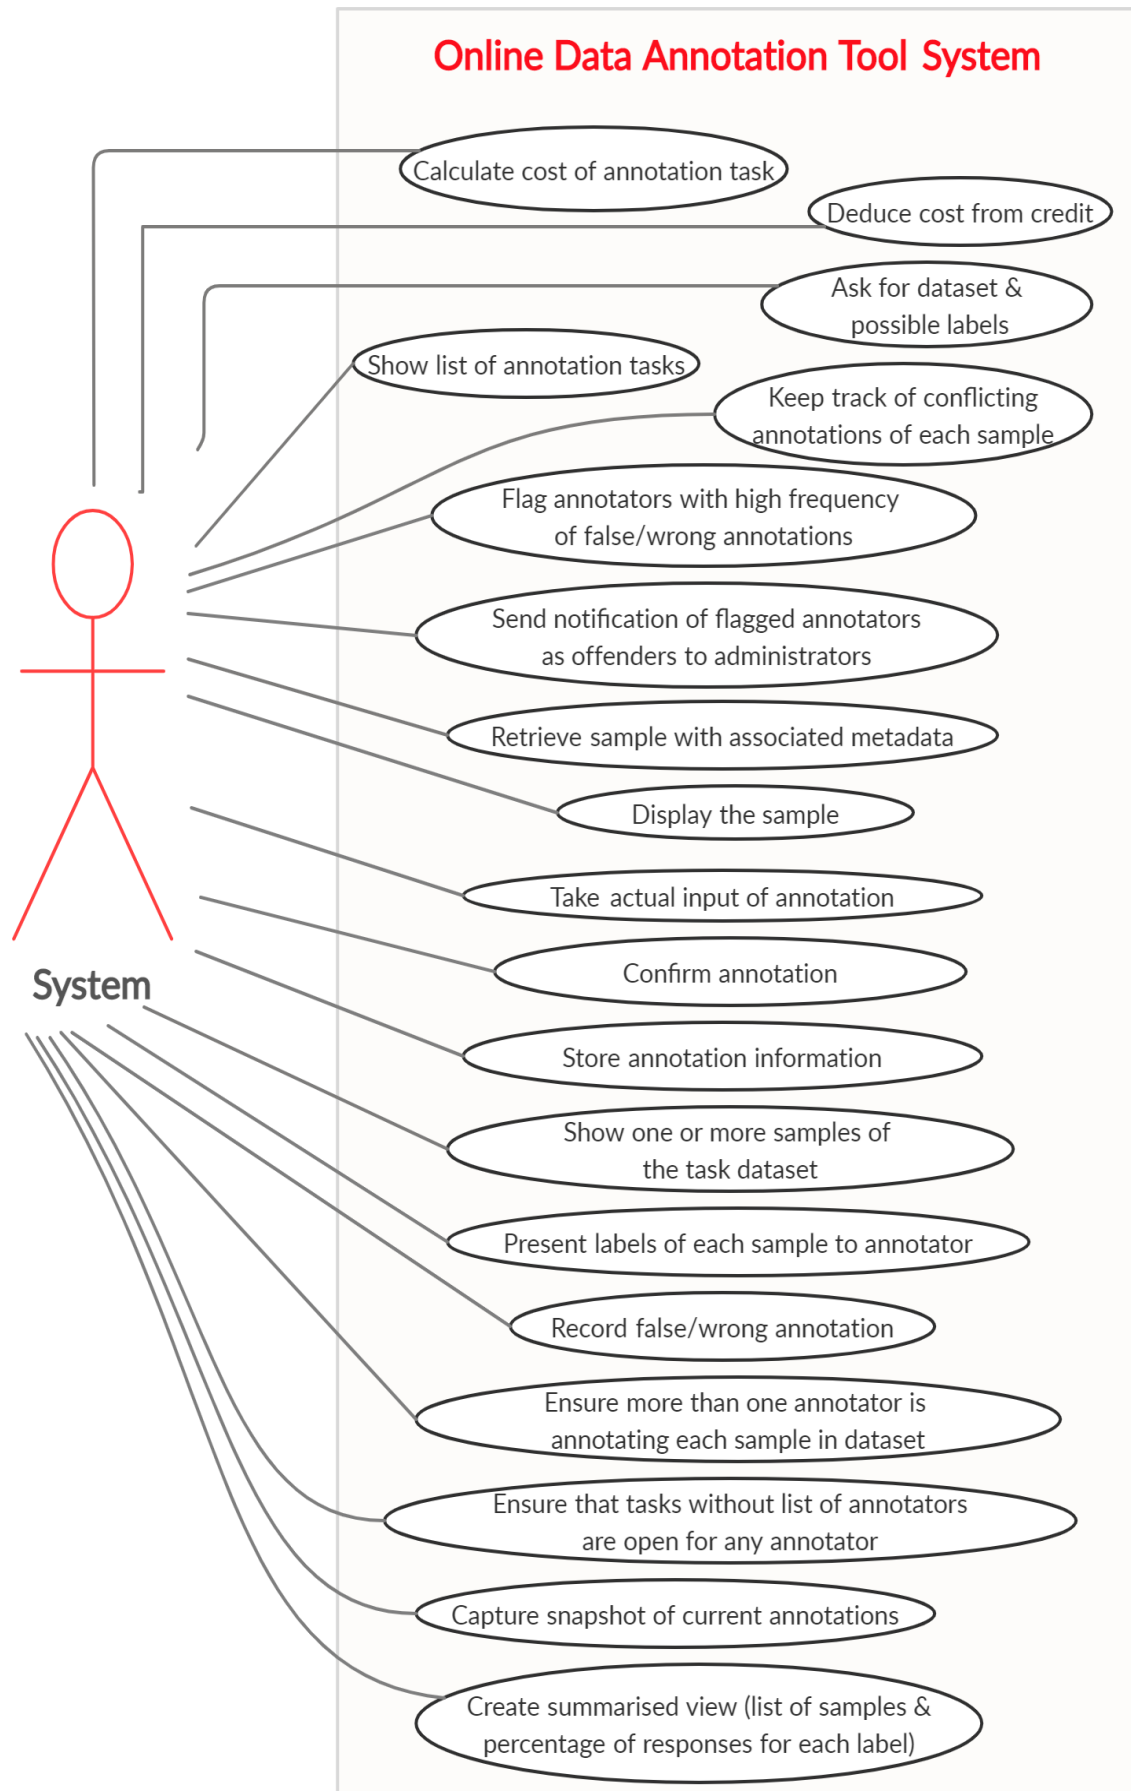 Online Data Annotation Tool System
Calculate cost of annotation task
Deduce cost from credit
Ask for dataset &
possible labels
Show list of annotation tasks
Keep track of conflicting
annotations of each sample
Flag annotators with high frequency
of false/wrong annotations
Send notification of flagged annotators
as offenders to administrators
Retrieve sample with associated metadata
Display the sample
Take actual input of annotation
Confirm annotation
System
Store annotation information
Show one or more samples of
the task dataset
Present labels of each sample to annotator
Record false/wrong annotation
Ensure more than one annotator is
annotating each sample in dataset
Ensure that tasks without list of annotators
are open for any annotator
Capture snapshot of current annotations
Create summarised view (list of samples &
percentage of responses for each label)